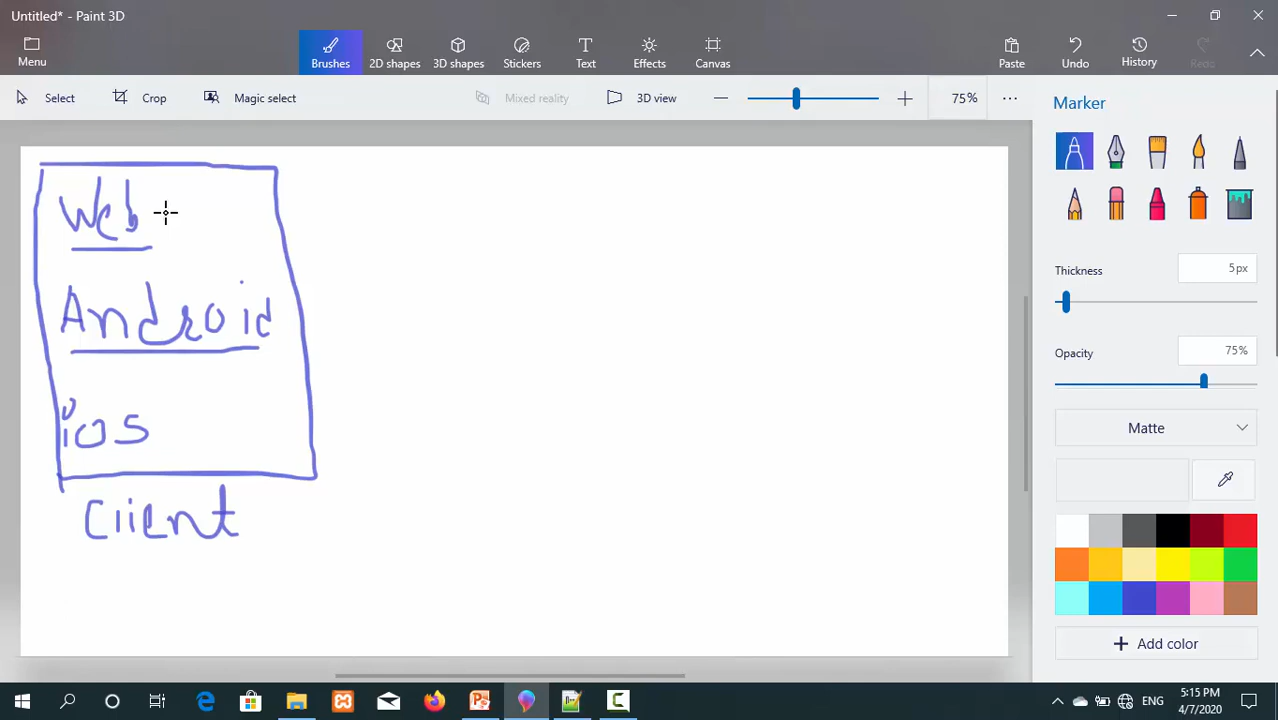 Untitled* - Paint 3D
Menu
Brushes
2D shapes
3D shapes
Stickers
Text
Effects
Canvas
Paste
Undo
History
Redo
Select
Crop
Magic select
Mixed reality
3D view
75%
Marker
Thickness
5px
Opacity
75%
Matte
Add color
Web
Android
ios
Client
ENG
5:15 PM
4/7/2020